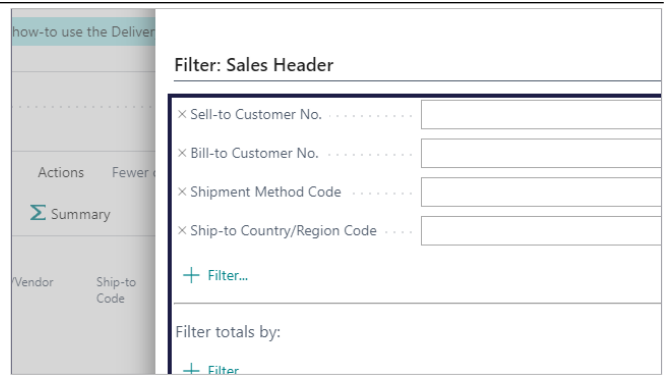 how-to use the Deliver
Filter: Sales Header
× Sell-to Customer No.
× Bill-to Customer No.
Actions Fewer
× Shipment Method Code
Σ Summary
× Ship-to Country/Region Code
+ Filter...
/Vendor Ship-to
Code
Filter totals by:
+ Filter